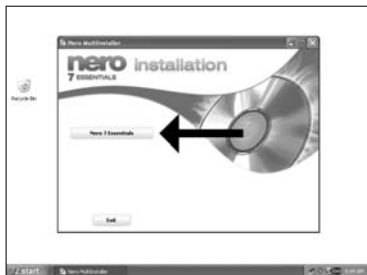 Nero MultiInstaller
nero installation
7 ESSENTIALS
Recycle Bin
Nero 7 Essentials
Exit
start
Nero MultiInstaller